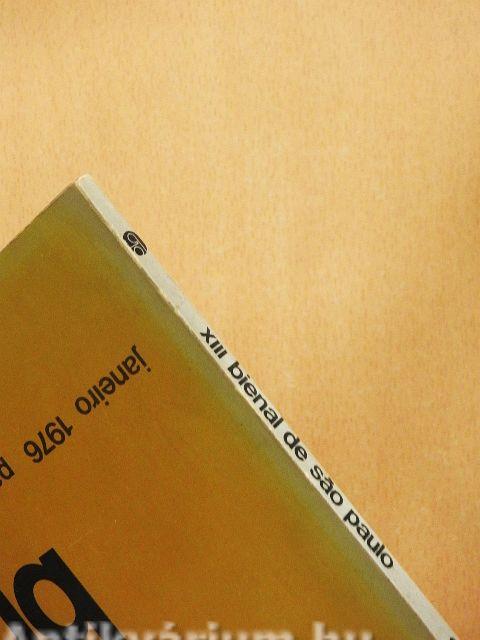 xiii bienal de são paulo
janeiro 1976
Antikvárium.hu